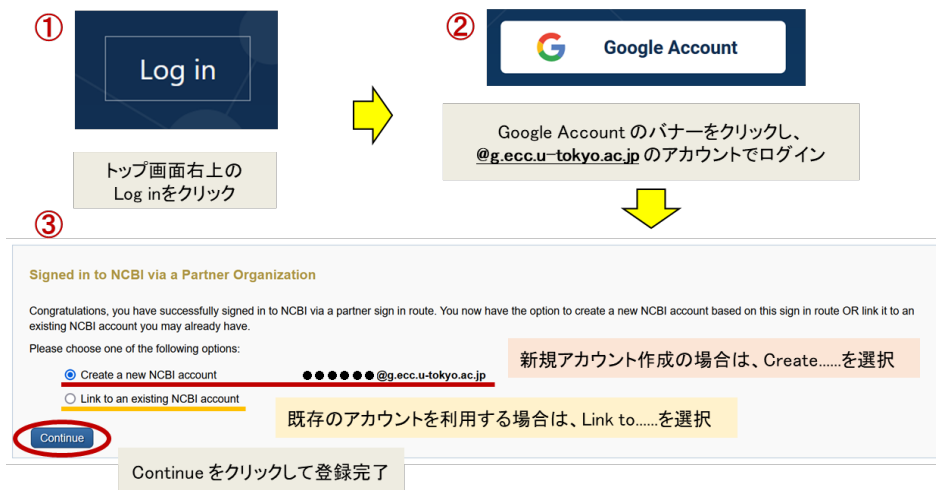 ①
Log in
トップ画面右上の
Log inをクリック
②
Google Account
Google Account のバナーをクリックし、
@g.ecc.u-tokyo.ac.jp のアカウントでログイン
③
Signed in to NCBI via a Partner Organization
Congratulations, you have successfully signed in to NCBI via a partner sign in route. You now have the option to create a new NCBI account based on this sign in route OR link it to an
existing NCBI account you may already have.
Please choose one of the following options:
新規アカウント作成の場合は、Create......を選択
Create a new NCBI account ●●●●●●@g.ecc.u-tokyo.ac.jp
Link to an existing NCBI account
既存のアカウントを利用する場合は、Link to......を選択
Continue
Continue をクリックして登録完了